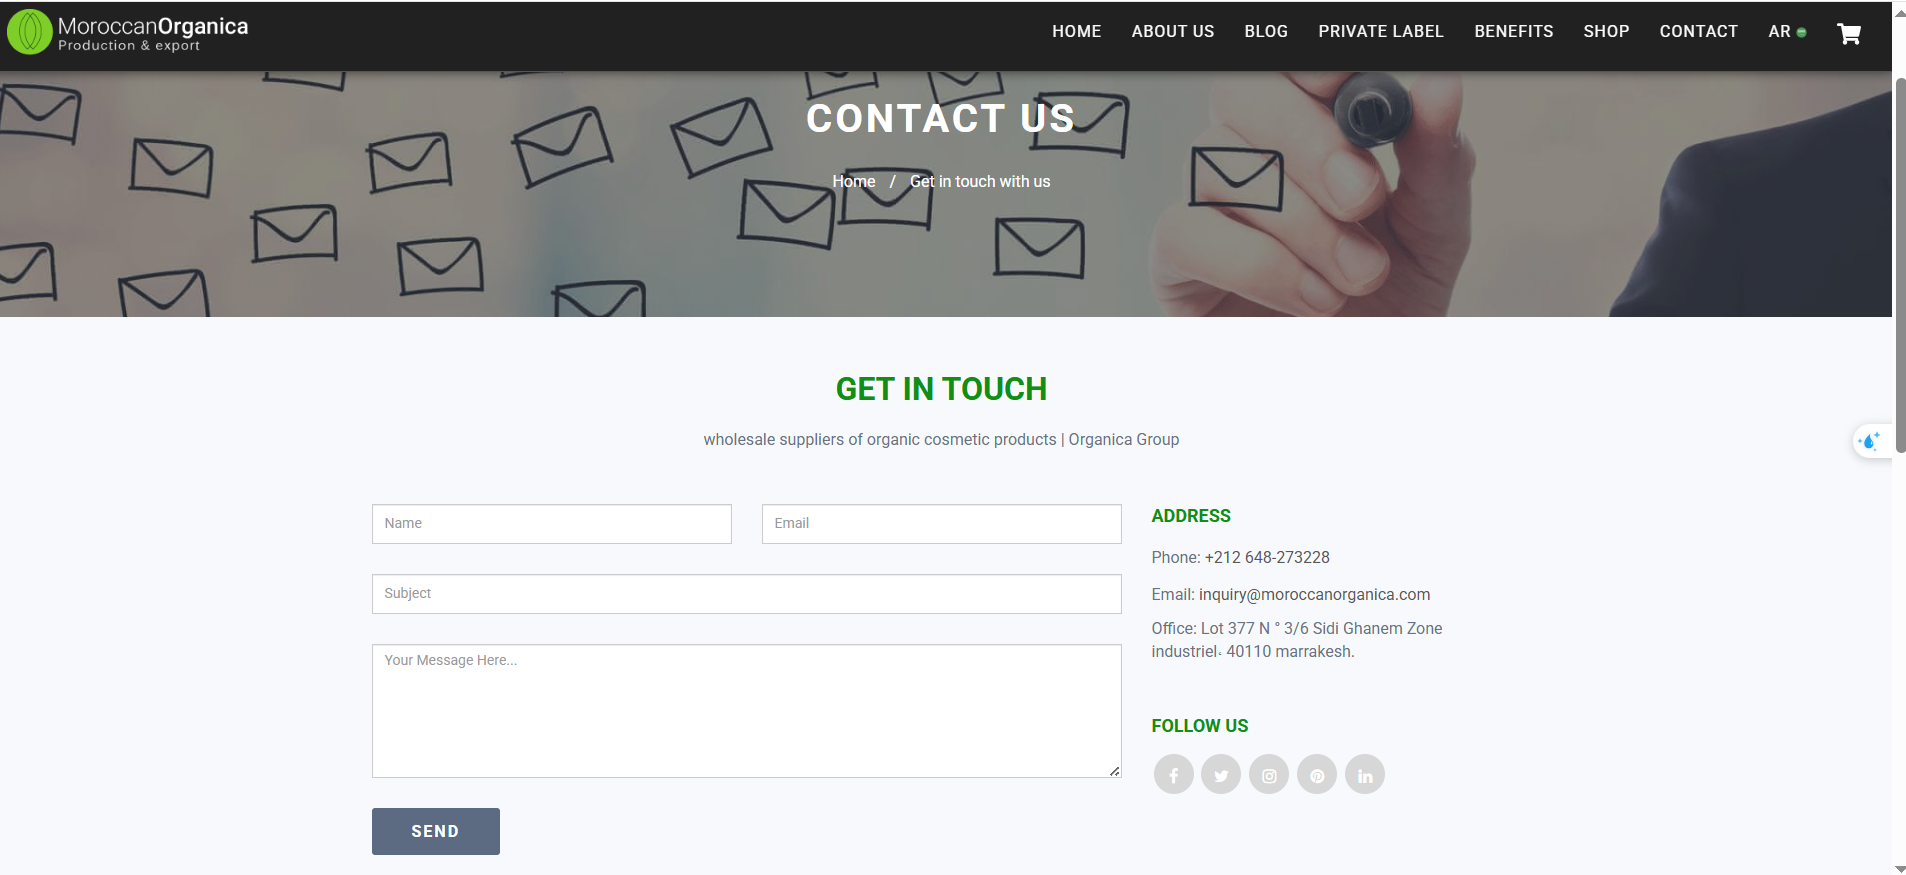 MoroccanOrganica
Production & export
HOME ABOUT US BLOG PRIVATE LABEL BENEFITS SHOP CONTACT AR
CONTACT US
Home / Get in touch with us
GET IN TOUCH
wholesale suppliers of organic cosmetic products | Organica Group
Name Email
Subject
Your Message Here...
SEND
ADDRESS
Phone: +212 648-273228
Email: inquiry@moroccanorganica.com
Office: Lot 377 N ° 3/6 Sidi Ghanem Zone
industriel، 40110 marrakesh.
FOLLOW US